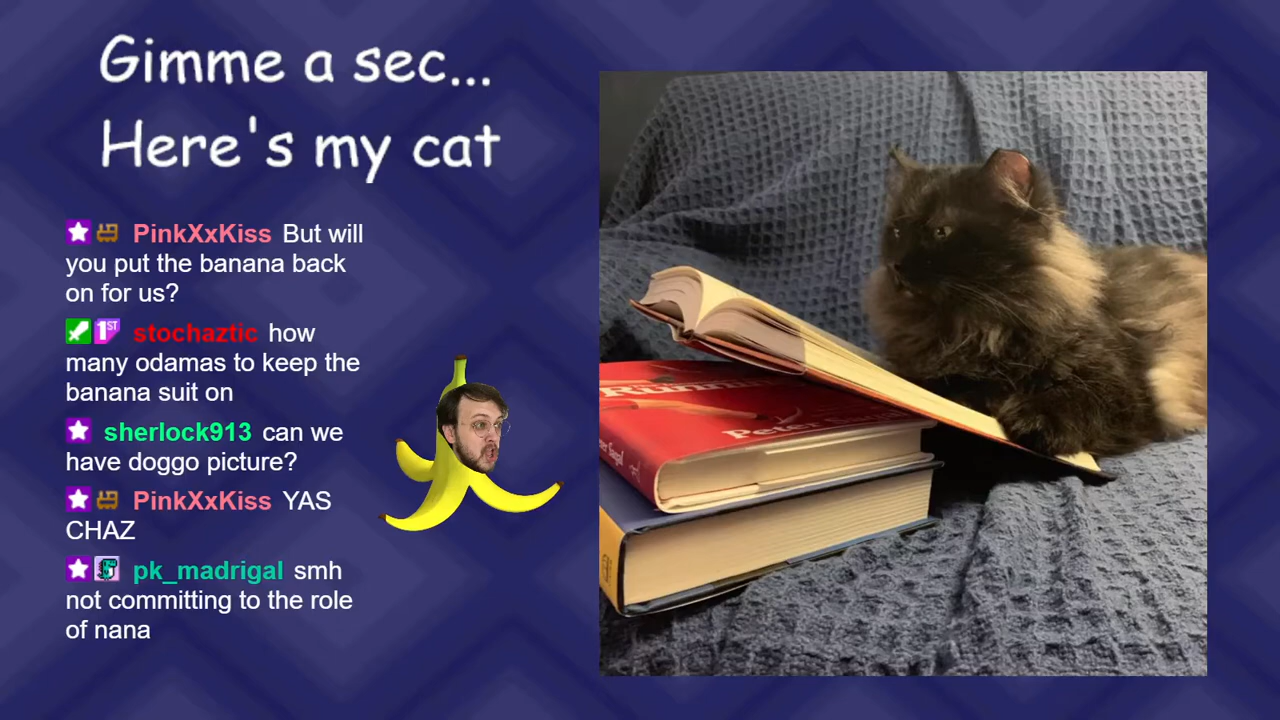 Gimme a sec...
Here's my cat
PinkXxKiss But will
you put the banana back
on for us?
1ST stochaztic how
many odamas to keep the
banana suit on
sherlock913 can we
have doggo picture?
PinkXxKiss YAS
CHAZ
pk_madrigal smh
not committing to the role
of nana
Peter